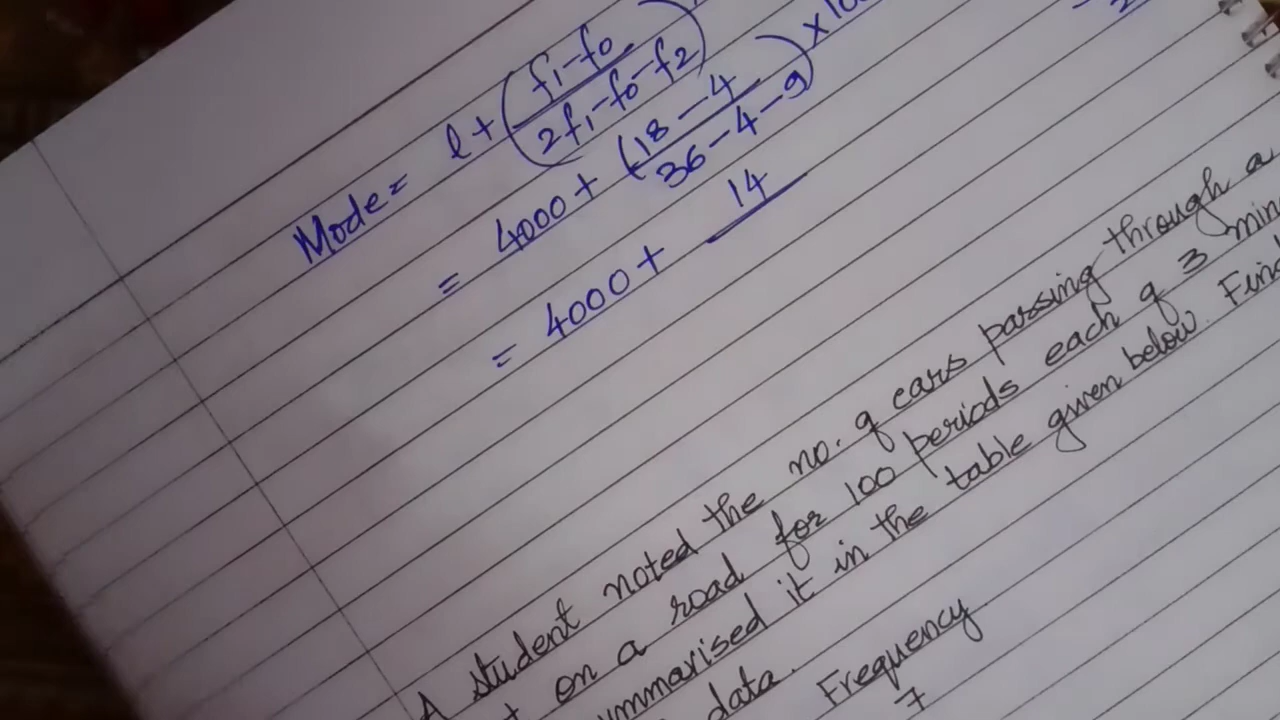 Mode = l + (f1-f0 / 2f1-f0-f2)
= 4000 + (18-4 / 36-4-9) ×
= 4000 + 14
A student noted the no. of cars passing through a
on a road for 100 periods each of 3
it in the table given below. Find
data.
Frequency
7